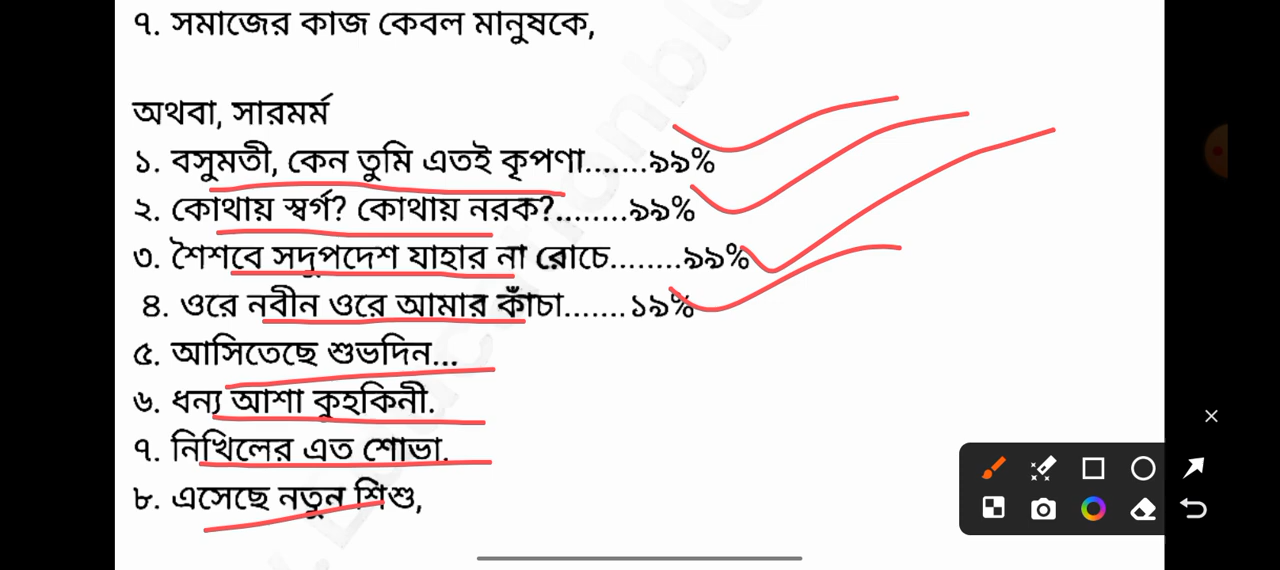 ৭. সমাজের কাজ কেবল মানুষকে,
অথবা, সারমর্ম
১. বসুমতী, কেন তুমি এতই কৃপণা.......৯৯%
২. কোথায় স্বর্গ? কোথায় নরক?........৯৯%
৩. শৈশবে সদুপদেশ যাহার না রোচে........৯৯%
৪. ওরে নবীন ওরে আমার কাঁচা.......১৯%
৫. আসিতেছে শুভদিন...
৬. ধন্য আশা কুহকিনী.
৭. নিখিলের এত শোভা.
৮. এসেছে নতুন শিশু,